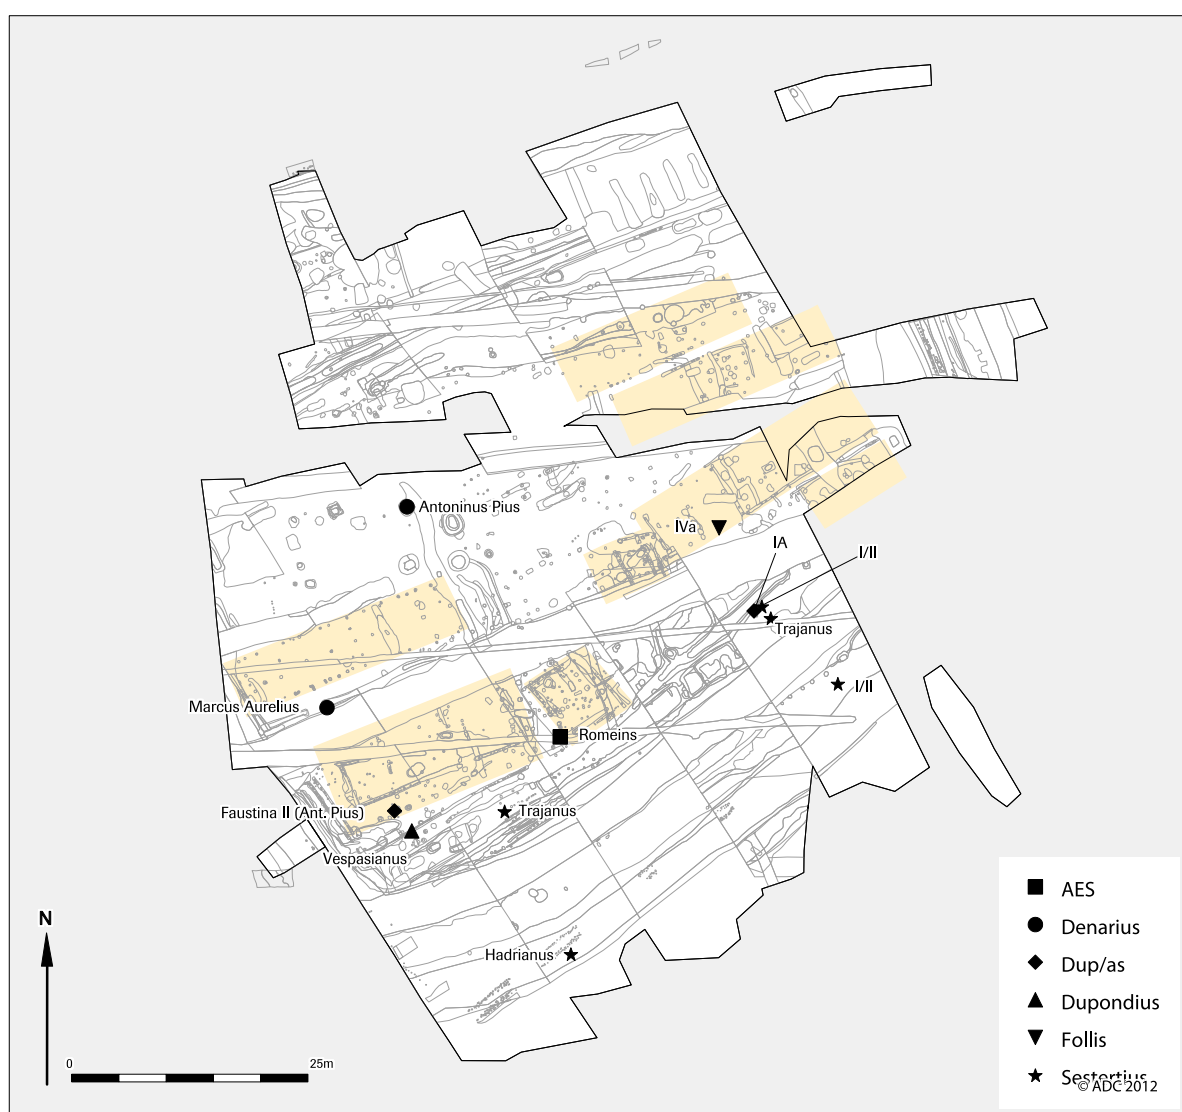 Antoninus Pius
IVa
IA
I/II
Trajanus
I/II
Marcus Aurelius
Romeins
Faustina II (Ant. Pius)
Trajanus
Vespasianus
Hadrianus
N
0 25m
AES
Denarius
Dup/as
Dupondius
Follis
Sestertius
© ADC 2012